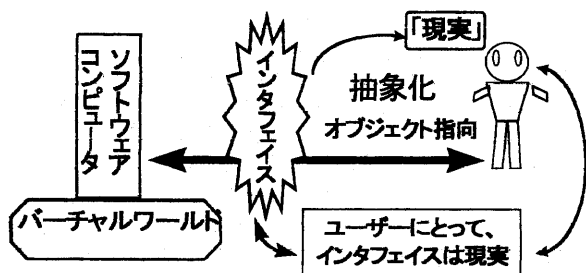 ソフトウェア
コンピュータ
バーチャルワールド
インタフェイス
「現実」
抽象化
オブジェクト指向
ユーザーにとって、
インタフェイスは現実